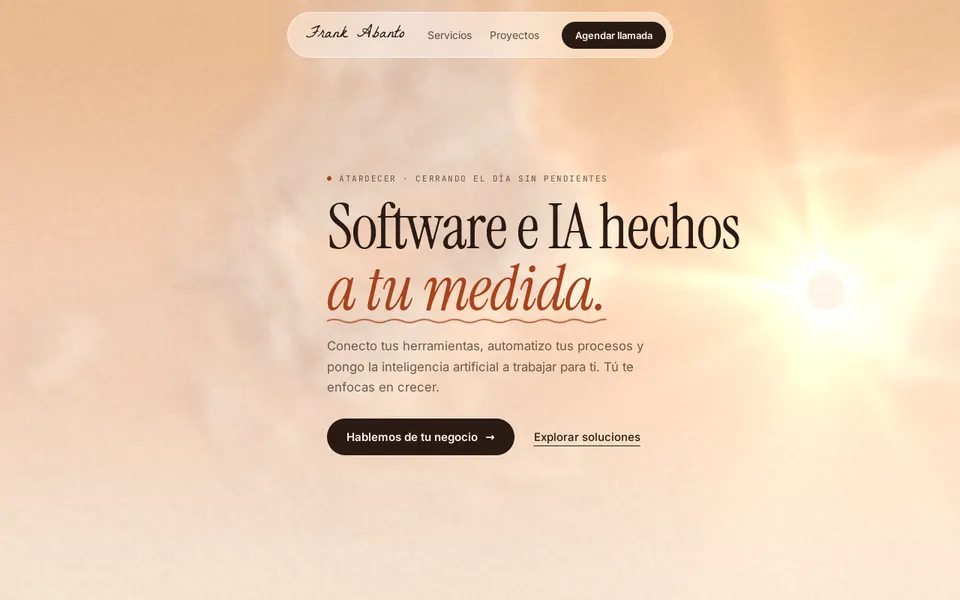 Frank Abanto
Servicios
Proyectos
Agendar llamada
ATARDECER · CERRANDO EL DÍA SIN PENDIENTES
Software e IA hechos
a tu medida.
Conecto tus herramientas, automatizo tus procesos y
pongo la inteligencia artificial a trabajar para ti. Tú te
enfocas en crecer.
Hablemos de tu negocio →
Explorar soluciones